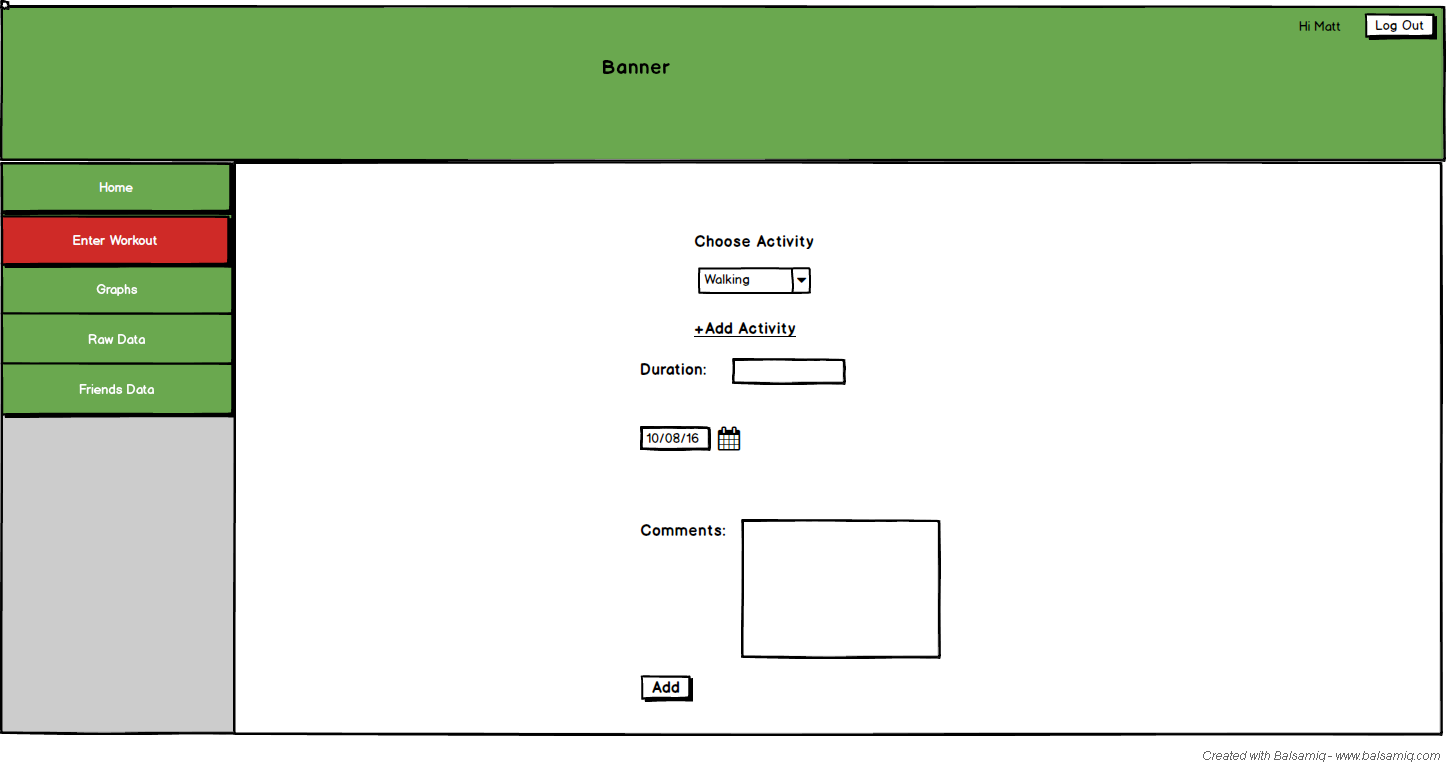 Hi Matt
Log Out
Banner
Home
Enter Workout
Graphs
Raw Data
Friends Data
Choose Activity
Walking
+Add Activity
Duration:
10/08/16
Comments:
Add
Created with Balsamiq - www.balsamiq.com